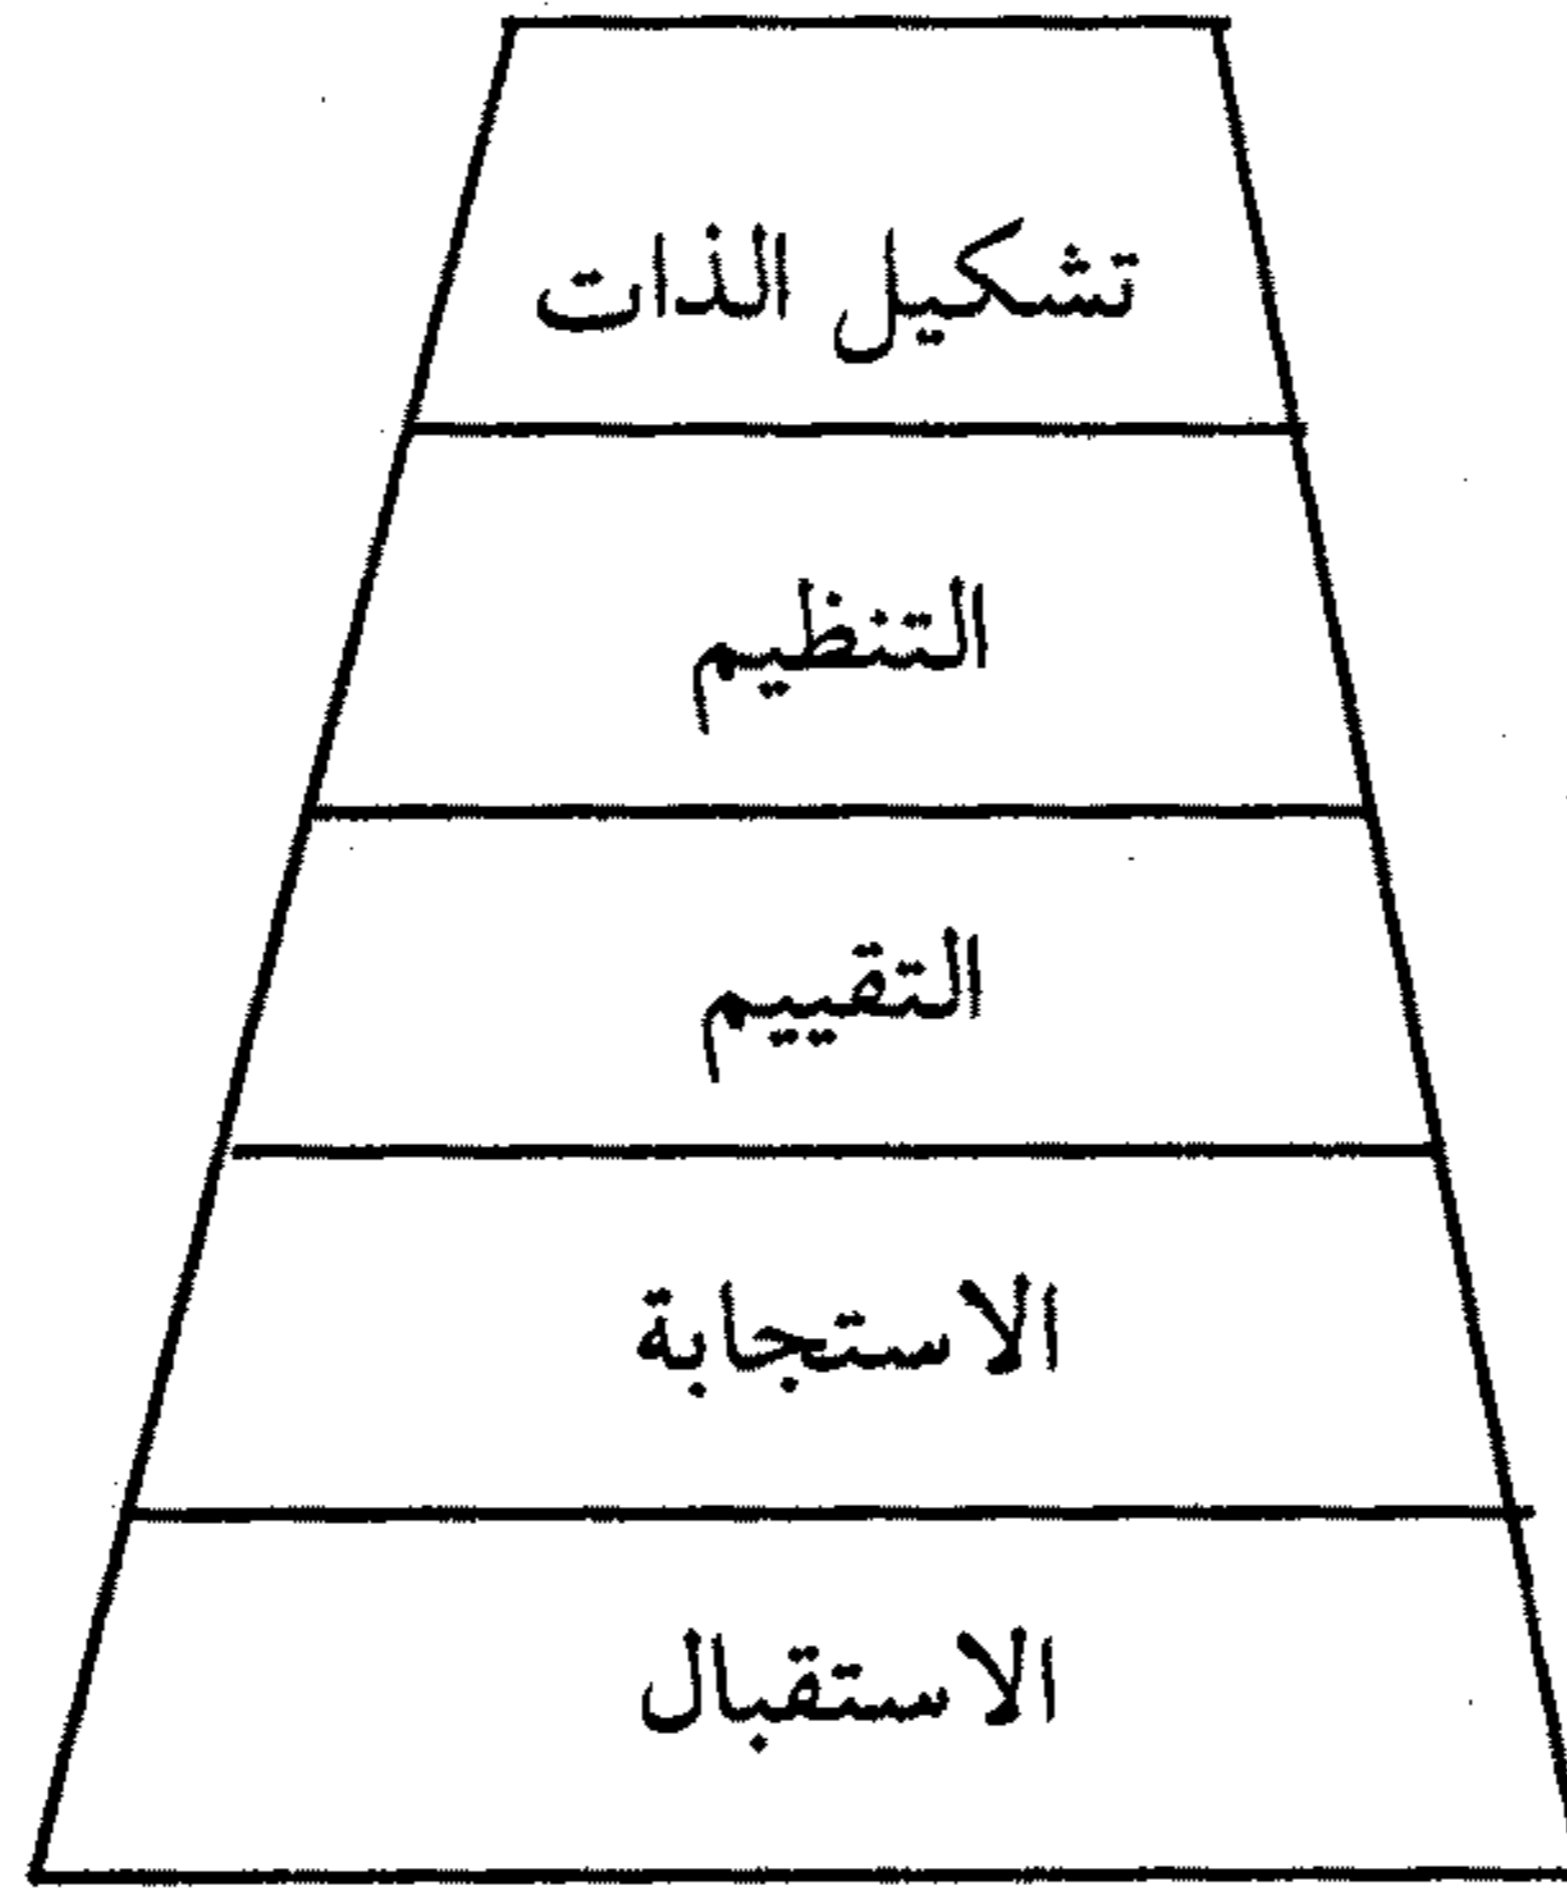 تشكيل الذات
التنظيم
التقييم
الاستجابة
الاستقبال